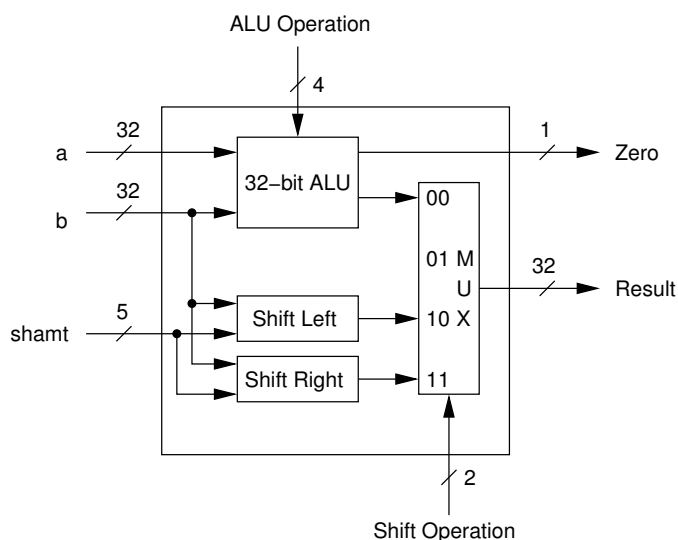 ALU Operation
4
32
1
a
Zero
32-bit ALU
32
00
b
01 M
32
U
Result
5
Shift Left
10 X
shamt
Shift Right
11
2
Shift Operation